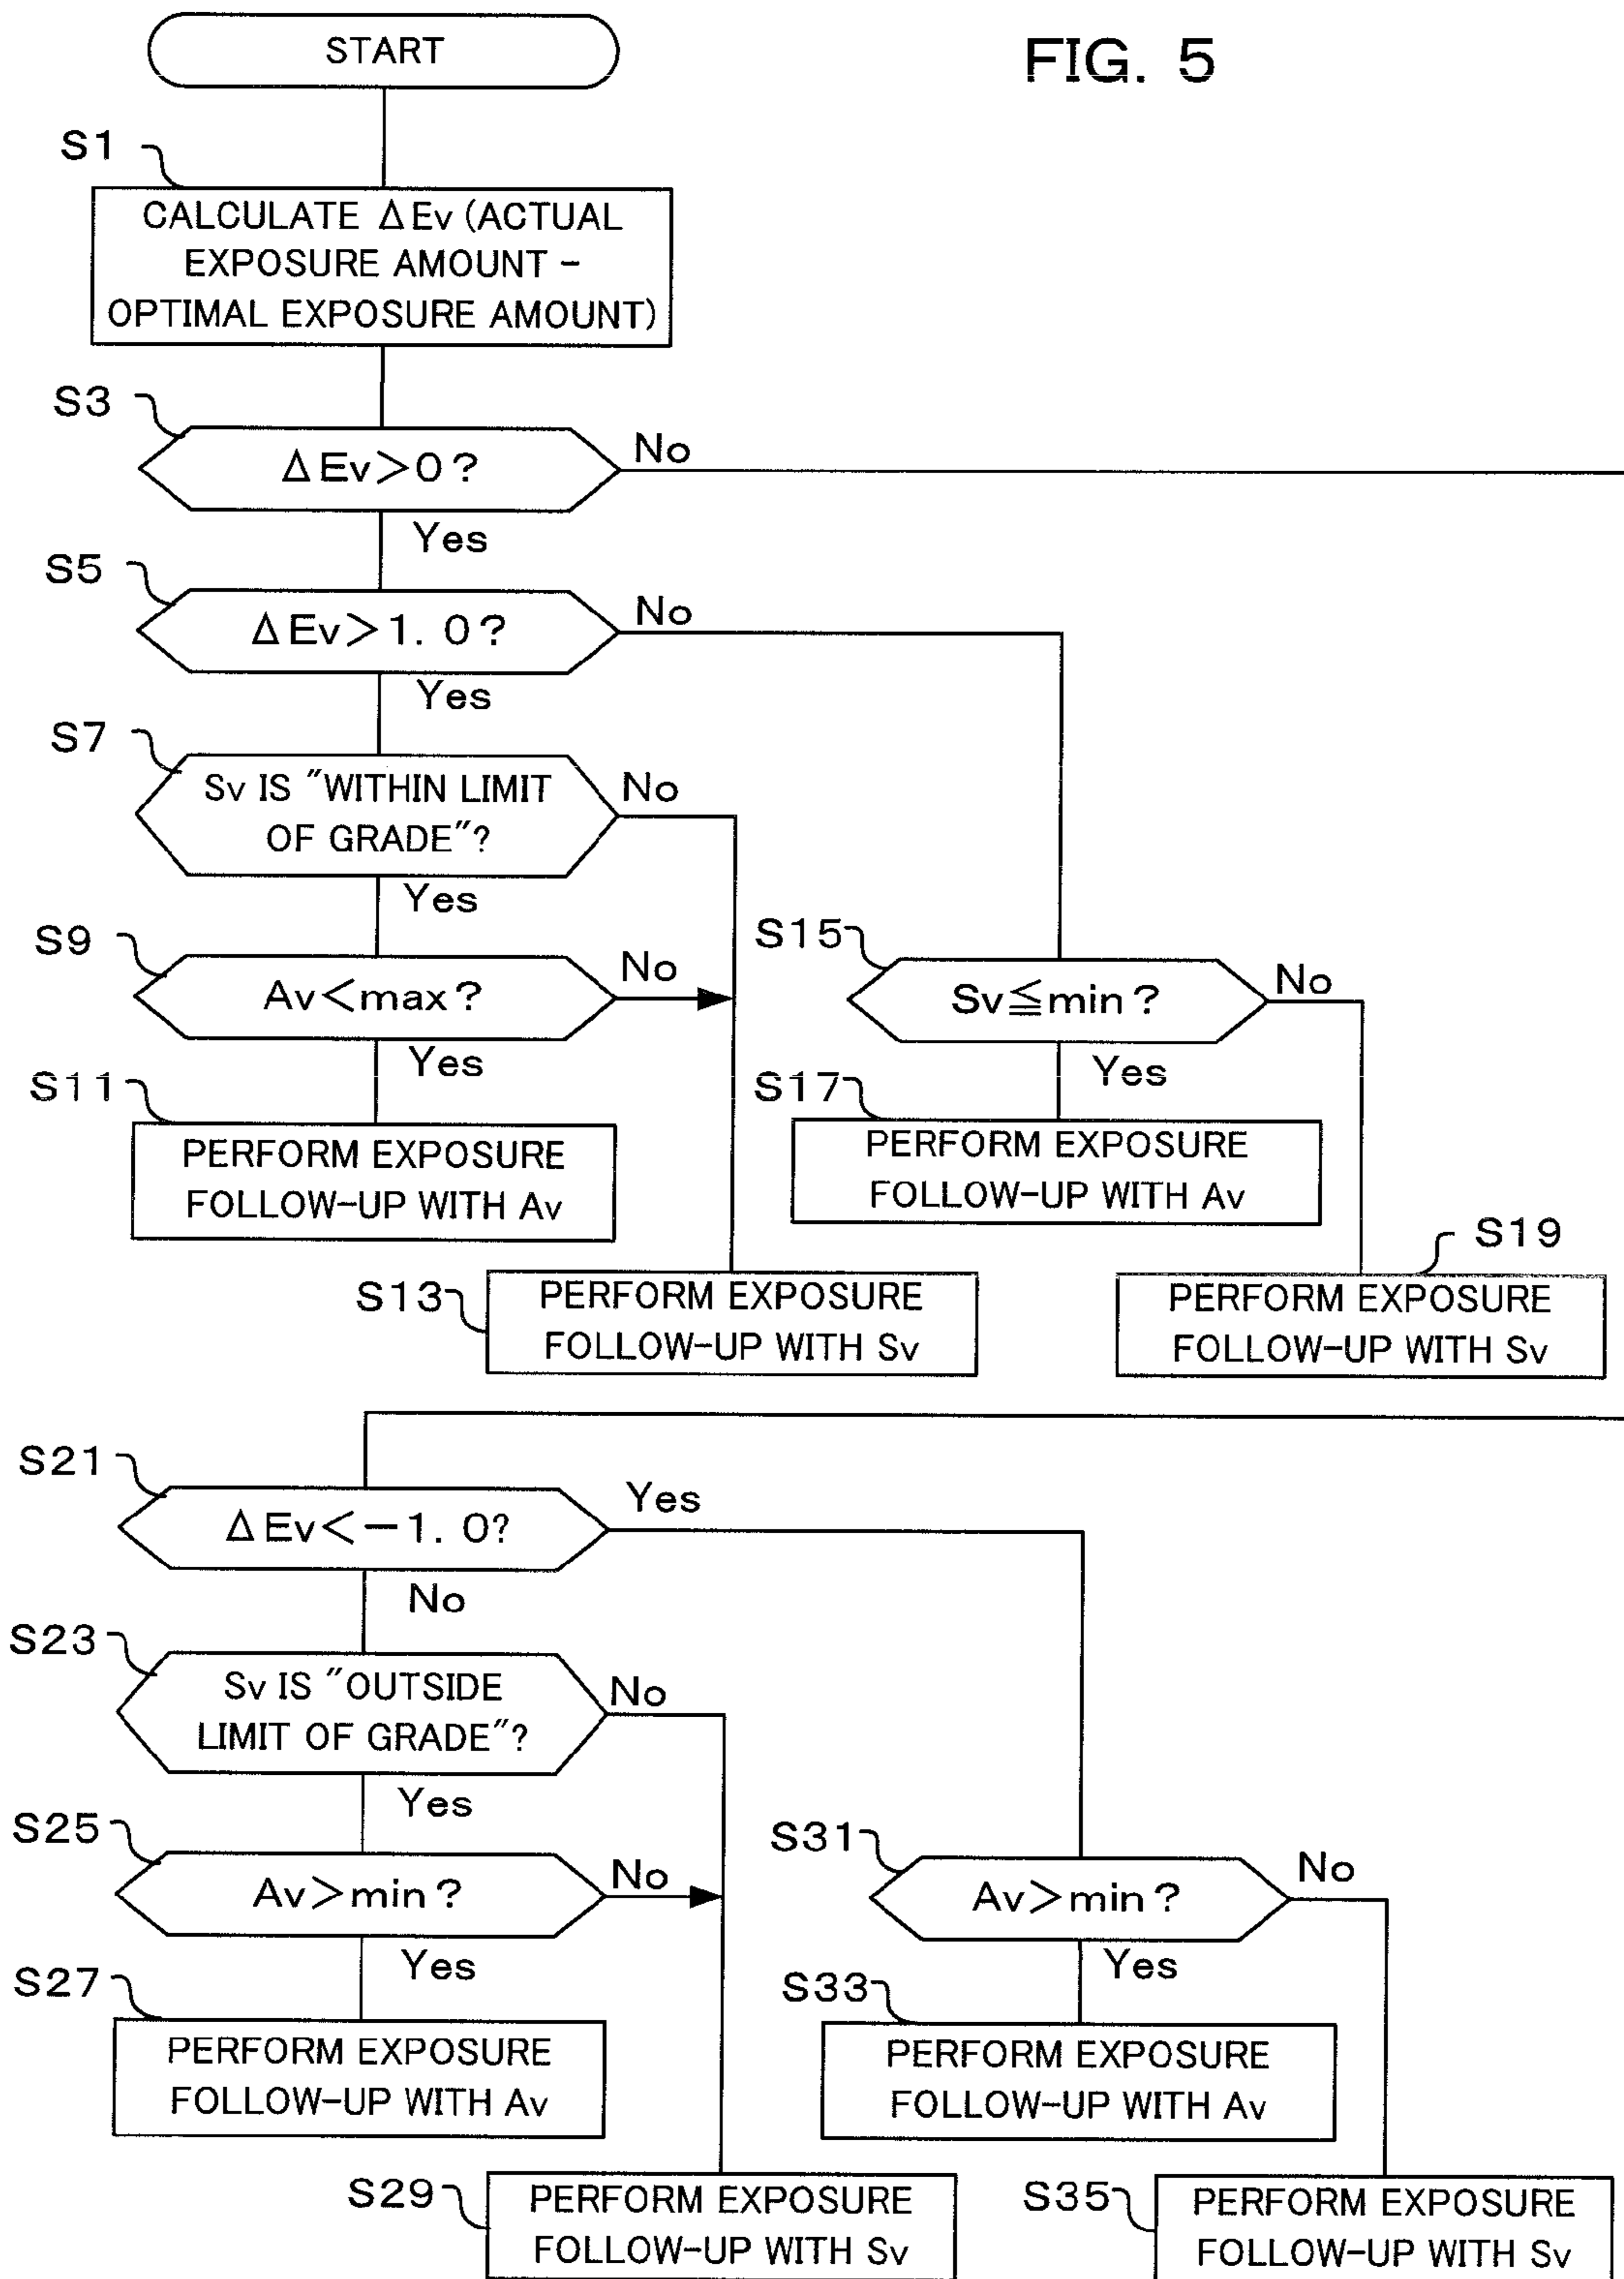 START
FIG. 5
S1
CALCULATE ΔEv (ACTUAL
EXPOSURE AMOUNT -
OPTIMAL EXPOSURE AMOUNT)
S3
ΔEv>0?
No
Yes
S5
ΔEv>1. 0?
No
Yes
S7
Sv IS "WITHIN LIMIT
OF GRADE"?
No
Yes
S9
Av<max?
No
Yes
S11
PERFORM EXPOSURE
FOLLOW-UP WITH Av
S13
PERFORM EXPOSURE
FOLLOW-UP WITH Sv
S15
Sv≦min?
No
Yes
S17
PERFORM EXPOSURE
FOLLOW-UP WITH Av
S19
PERFORM EXPOSURE
FOLLOW-UP WITH Sv
S21
ΔEv<-1. 0?
Yes
No
S23
Sv IS "OUTSIDE
LIMIT OF GRADE"?
No
Yes
S25
Av>min?
No
Yes
S27
PERFORM EXPOSURE
FOLLOW-UP WITH Av
S29
PERFORM EXPOSURE
FOLLOW-UP WITH Sv
S31
Av>min?
No
Yes
S33
PERFORM EXPOSURE
FOLLOW-UP WITH Av
S35
PERFORM EXPOSURE
FOLLOW-UP WITH Sv